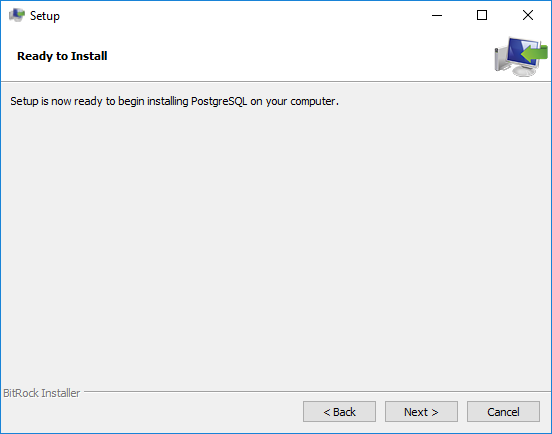 Setup
Ready to Install
Setup is now ready to begin installing PostgreSQL on your computer.
BitRock Installer
< Back
Next >
Cancel